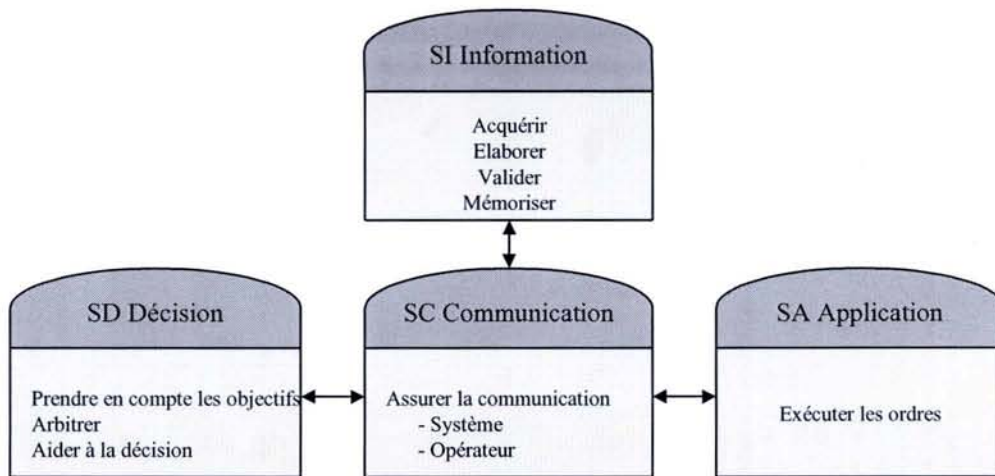 SI Information
Acquérir
Elaborer
Valider
Mémoriser
SD Décision
Prendre en compte les objectifs
Arbitrer
Aider à la décision
SC Communication
Assurer la communication
- Système
- Opérateur
SA Application
Exécuter les ordres